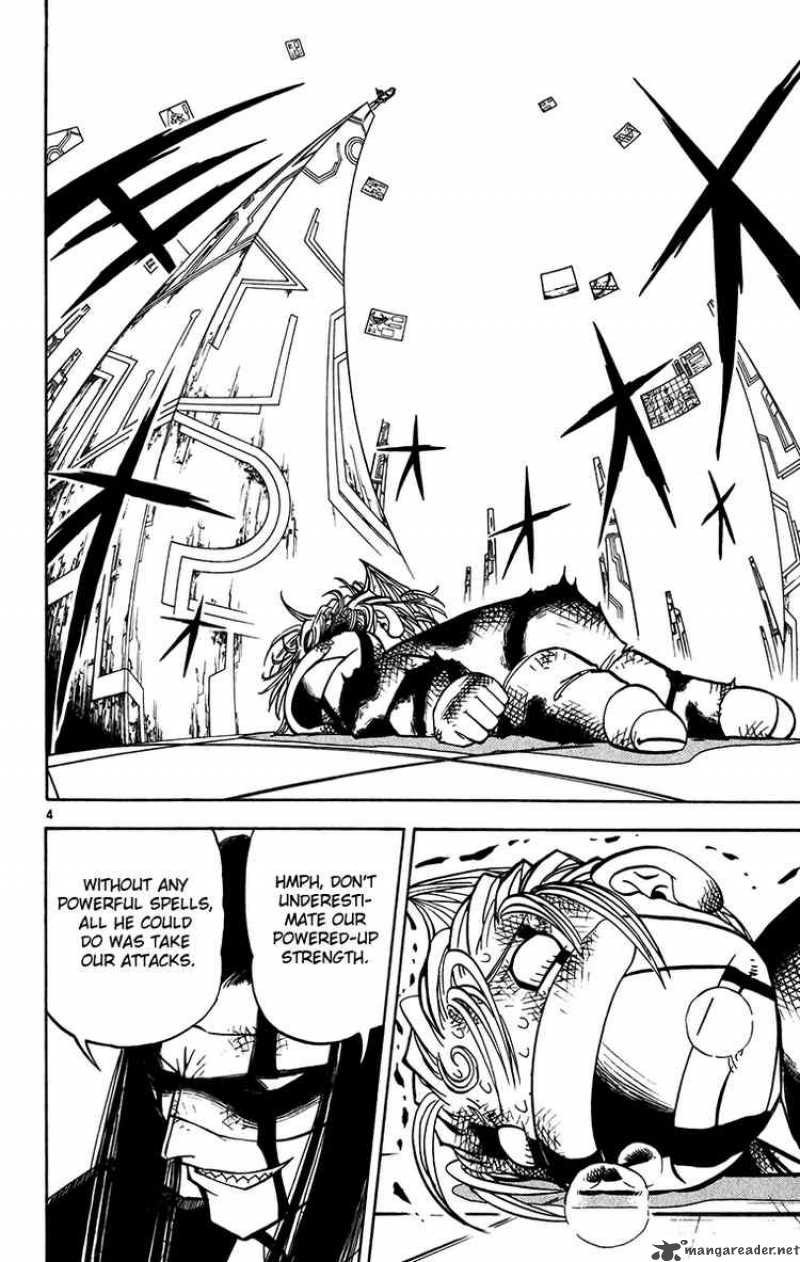 4
HMPH, DON'T
UNDERESTI-
MATE OUR
POWERED-UP
STRENGTH.
WITHOUT ANY
POWERFUL SPELLS,
ALL HE COULD
DO WAS TAKE
OUR ATTACKS.
mangareader.net